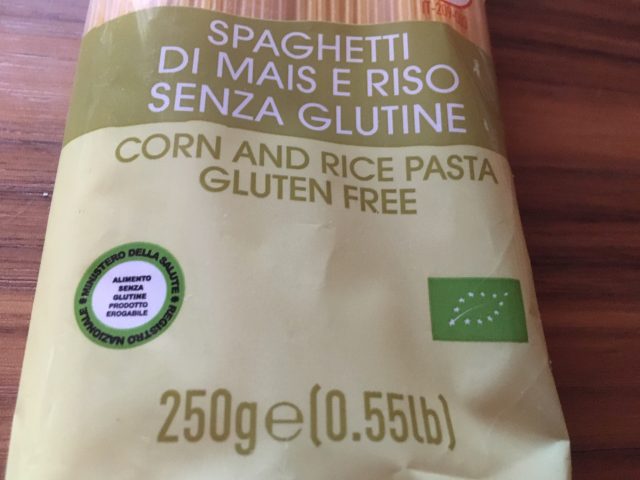 SPAGHETTI
DI MAIS E RISO
SENZA GLUTINE
CORN AND RICE PASTA
GLUTEN FREE
MINISTERO DELLA SALUTE
REGISTRO NAZIONALE
ALIMENTO
SENZA
GLUTINE
PRODOTTO
EROGABILE
250g e (0.55lb)